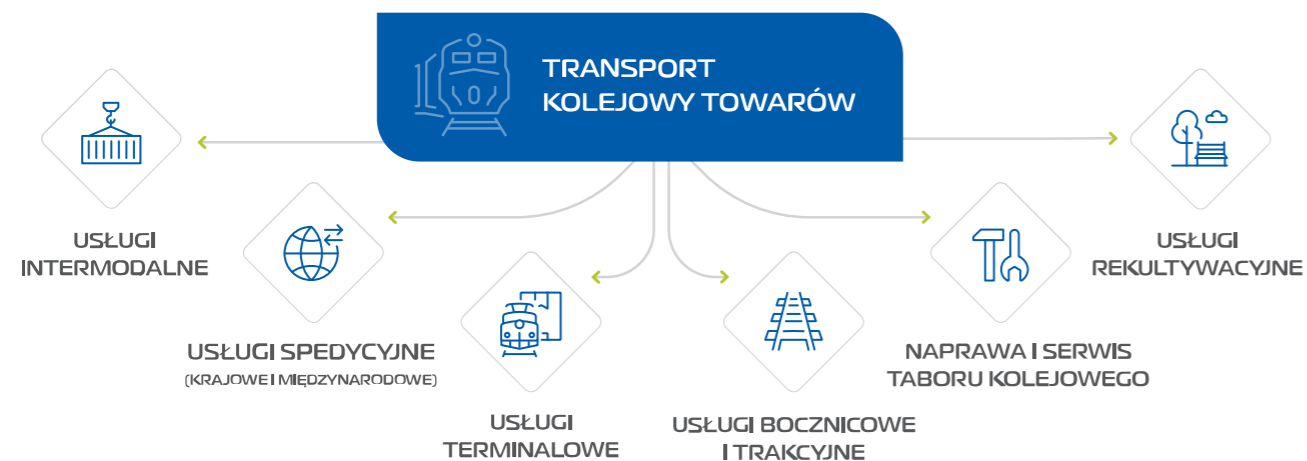 TRANSPORT
KOLEJOWY TOWARÓW
USŁUGI
INTERMODALNE
USŁUGI SPEDYCYJNE
(KRAJOWE I MIĘDZYNARODOWE)
USŁUGI
TERMINALOWE
USŁUGI BOCZNICOWE
I TRAKCYJNE
NAPRAWA I SERWIS
TABORU KOLEJOWEGO
USŁUGI
REKULTYWACYJNE